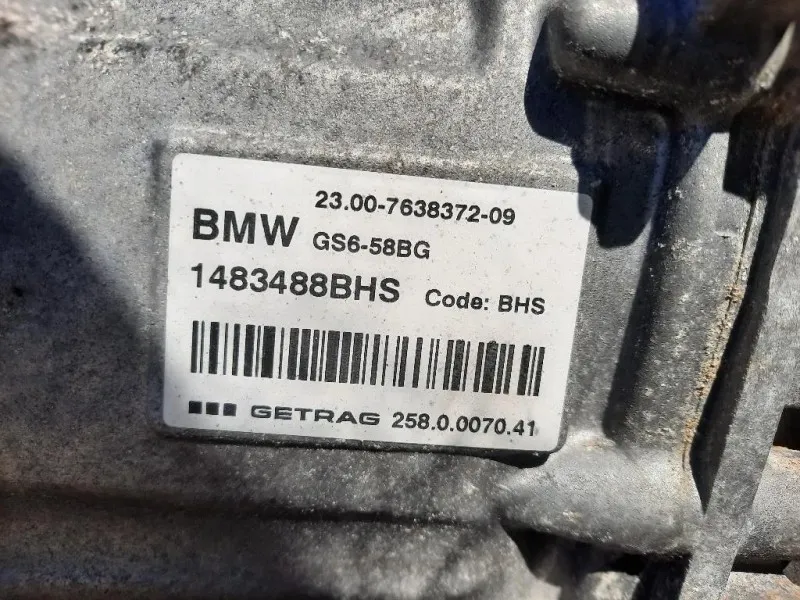 23.00-7638372-09
BMW GS6-58BG
1483488BHS Code: BHS
GETRAG 258.0.0070.41